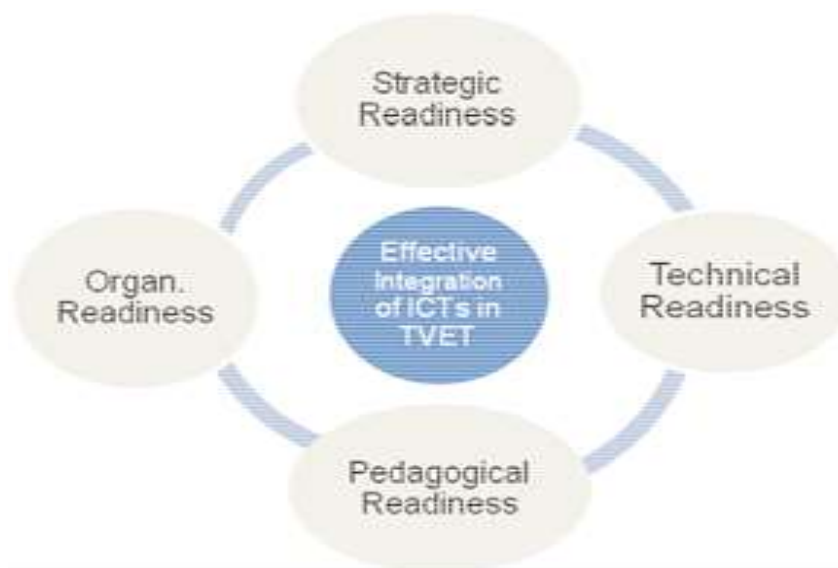 Strategic
Readiness
Effective
Integration
of ICTs in
TVET
Organ.
Readiness
Technical
Readiness
Pedagogical
Readiness